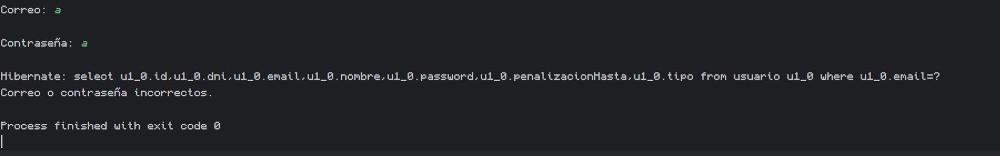 Correo: a
Contraseña: a
Hibernate: select u1_0.id,u1_0.dni,u1_0.email,u1_0.nombre,u1_0.password,u1_0.penalizacionHasta,u1_0.tipo from usuario u1_0 where u1_0.email=?
Correo o contraseña incorrectos.
Process finished with exit code 0